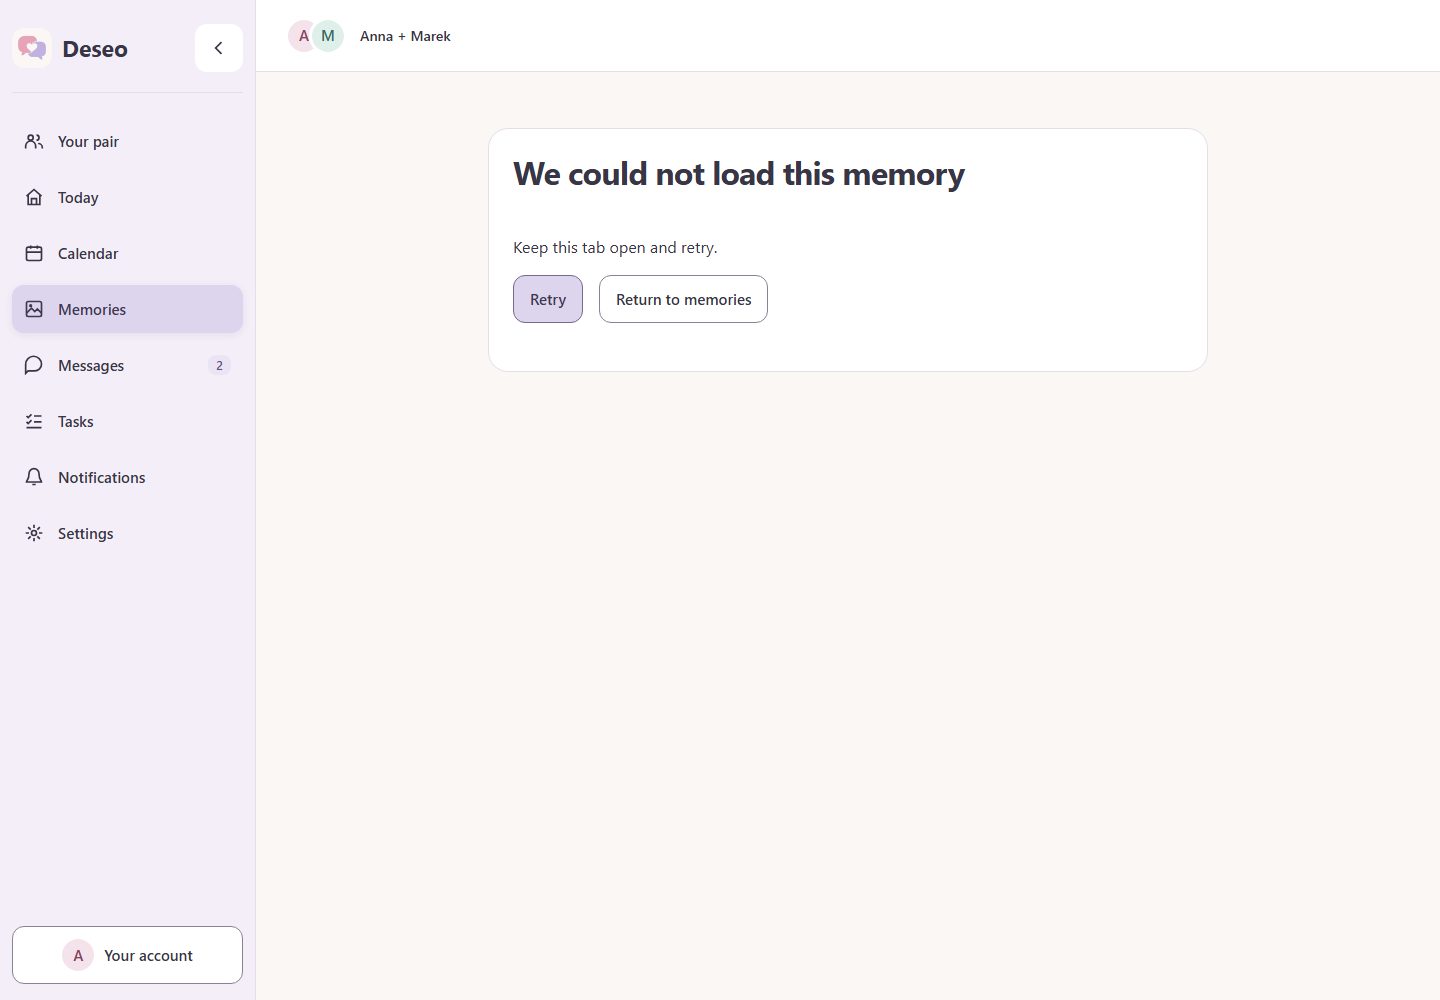 Deseo
Your pair
Today
Calendar
Memories
Messages 2
Tasks
Notifications
Settings
A Your account
A M Anna + Marek
We could not load this memory
Keep this tab open and retry.
Retry
Return to memories